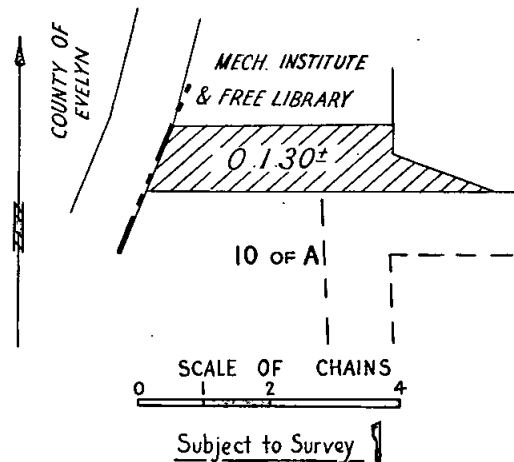 COUNTY OF
EVELYN
MECH. INSTITUTE
& FREE LIBRARY
0.1.30±
10 OF A
SCALE OF CHAINS
0 1 2 4
Subject to Survey